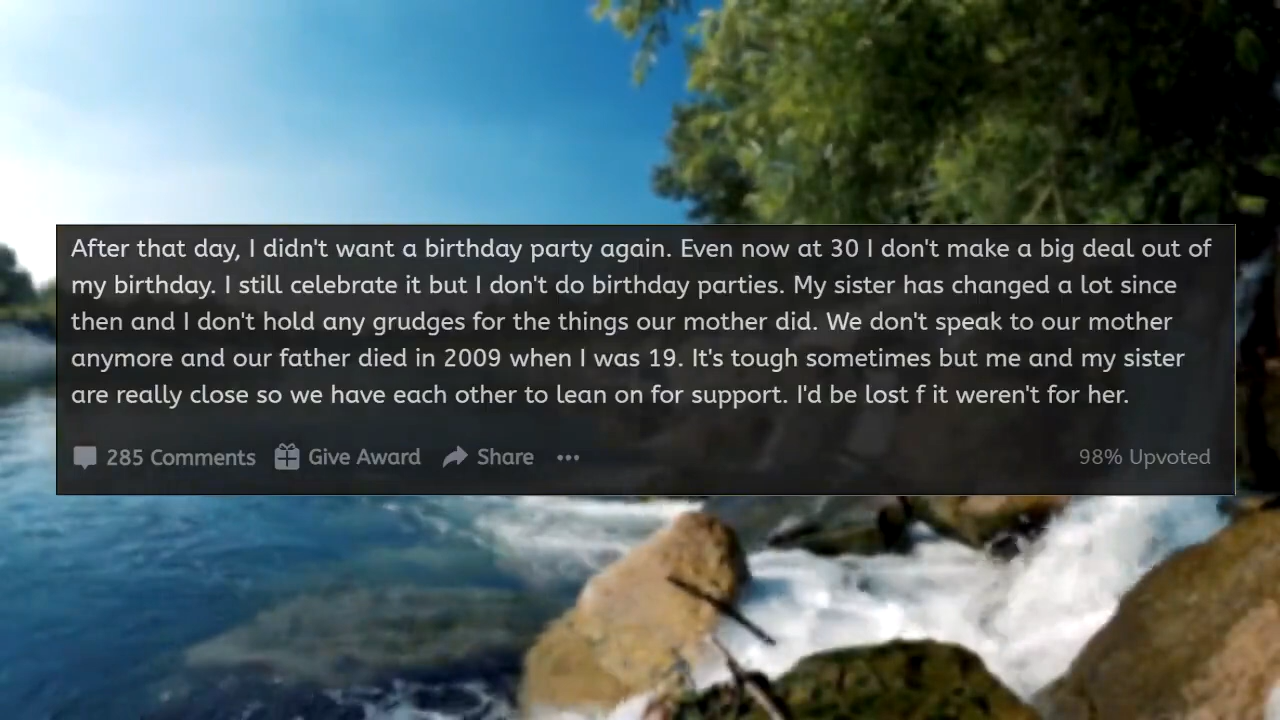 After that day, I didn't want a birthday party again. Even now at 30 I don't make a big deal out of
my birthday. I still celebrate it but I don't do birthday parties. My sister has changed a lot since
then and I don't hold any grudges for the things our mother did. We don't speak to our mother
anymore and our father died in 2009 when I was 19. It's tough sometimes but me and my sister
are really close so we have each other to lean on for support. I'd be lost f it weren't for her.
285 Comments Give Award Share ••• 98% Upvoted